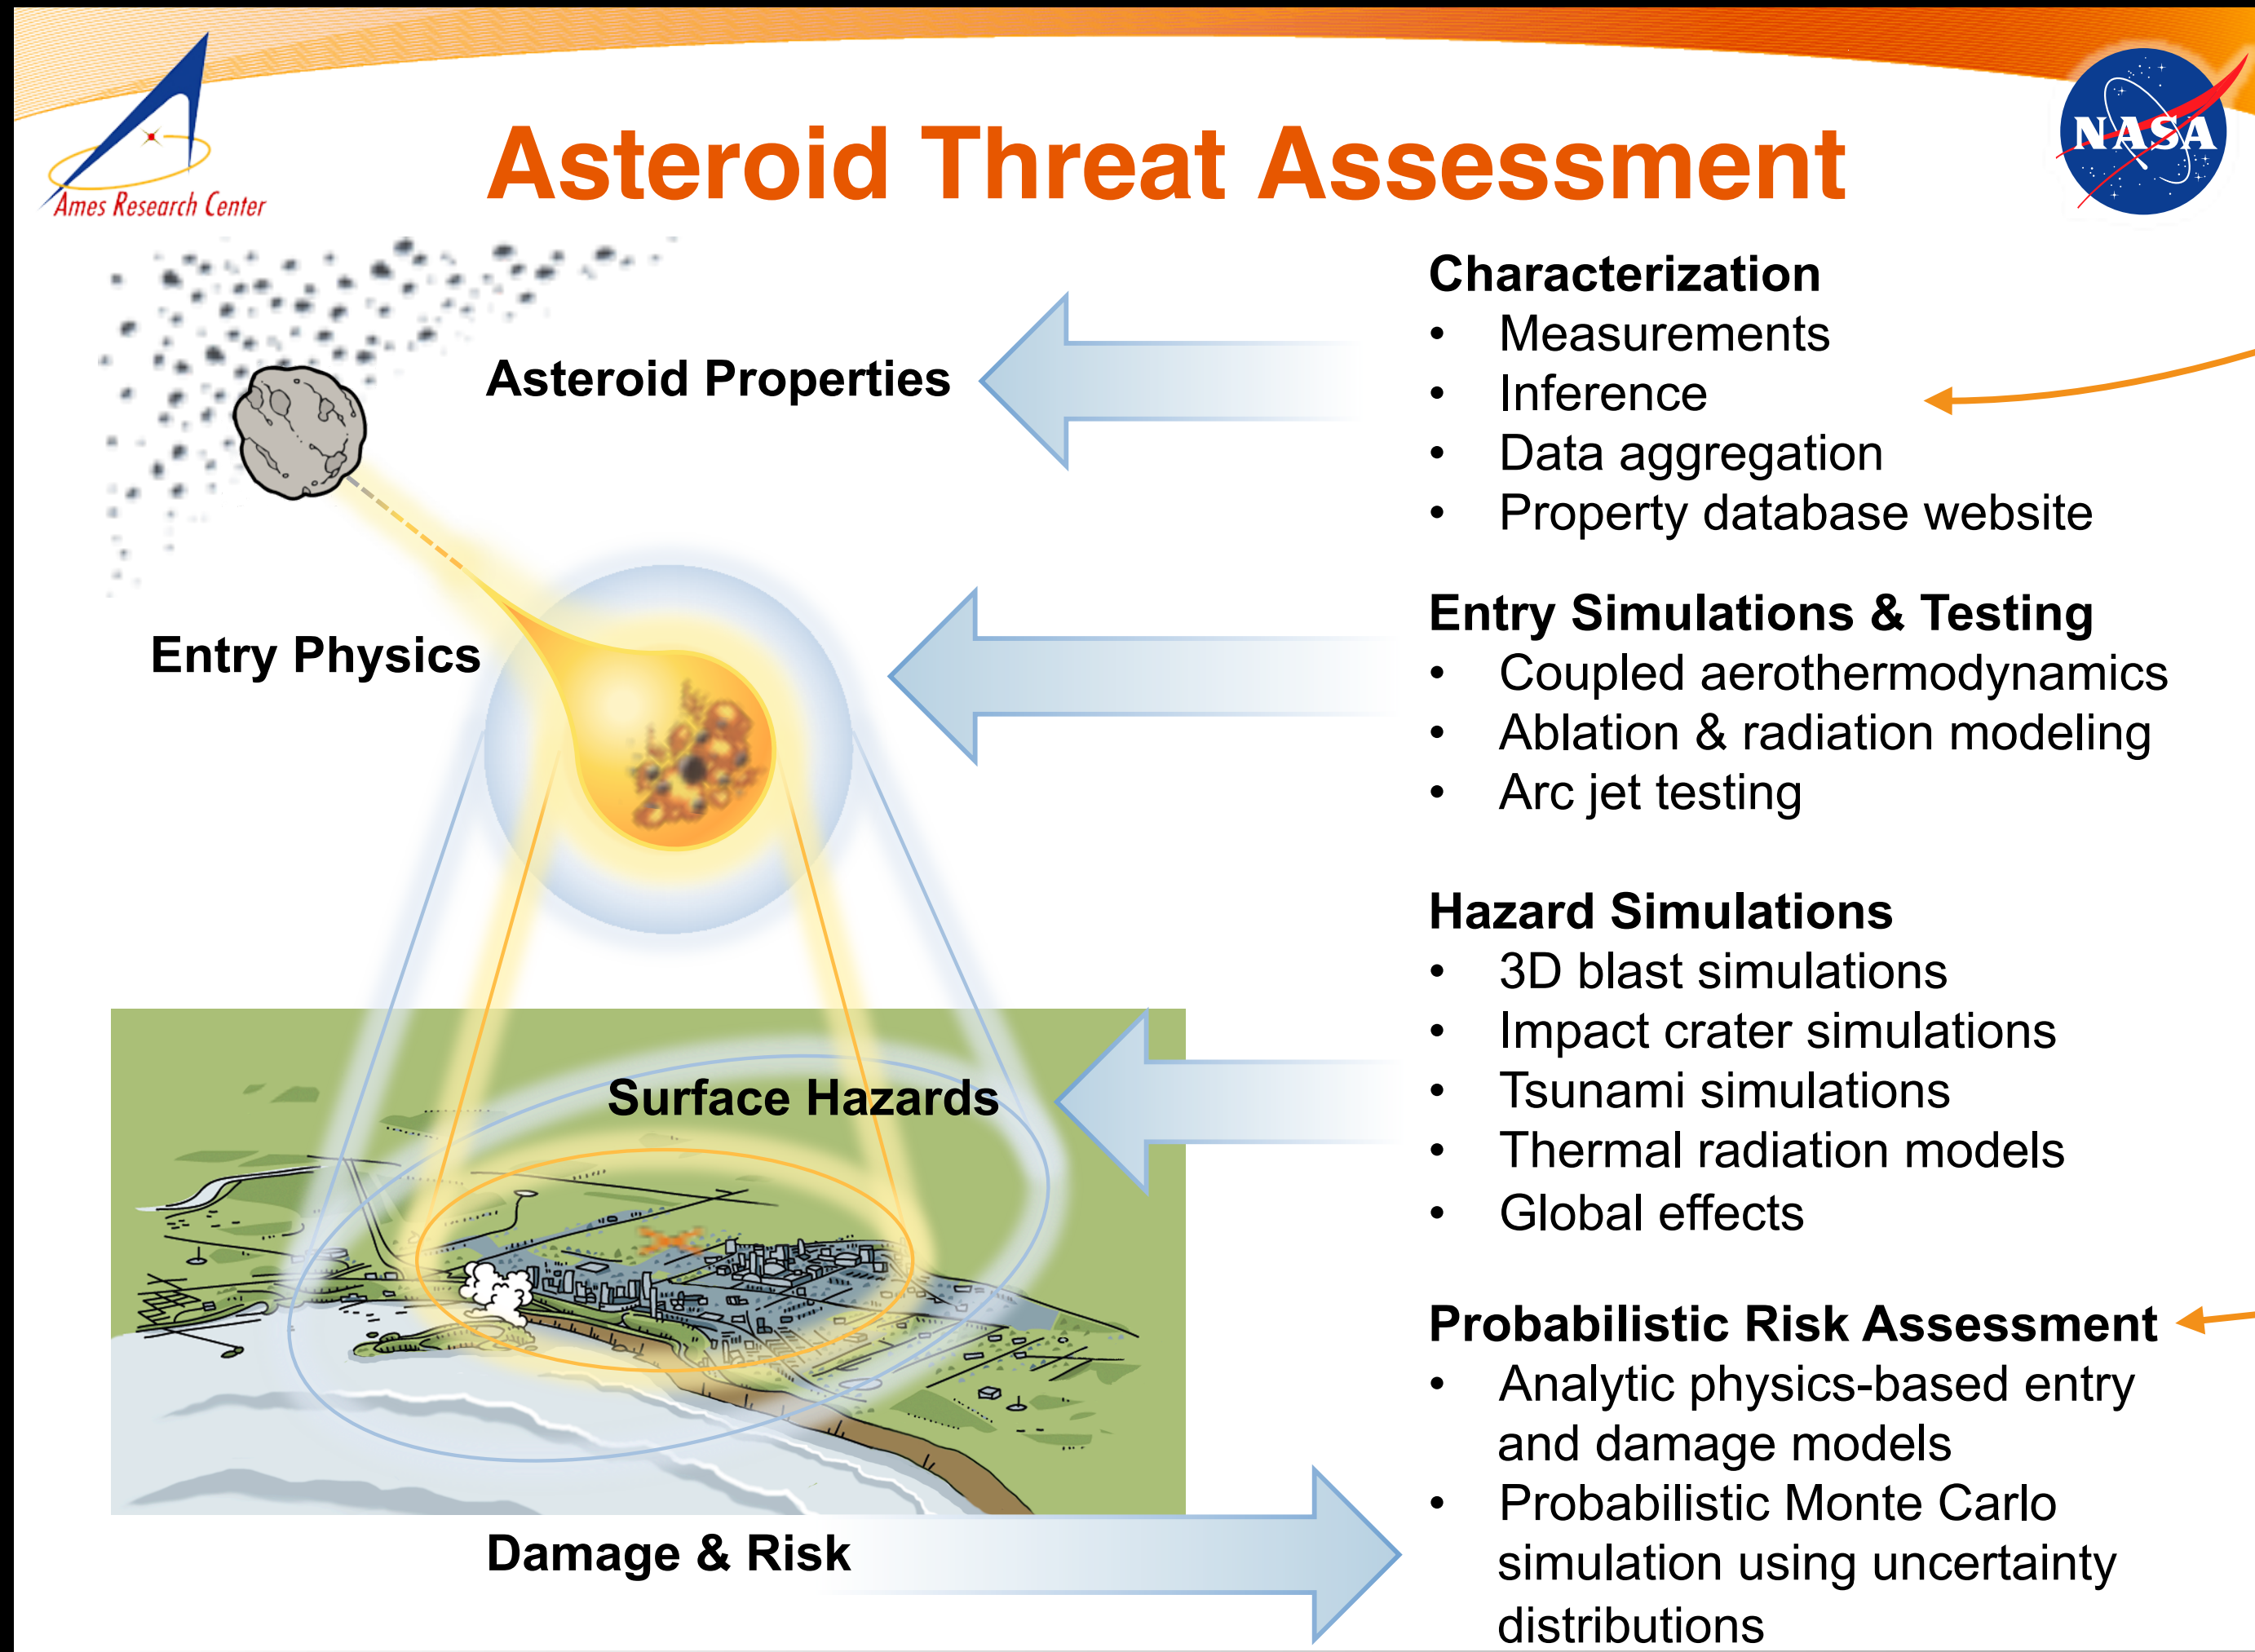 Ames Research Center
Asteroid Threat Assessment
NASA
Asteroid Properties
Entry Physics
Surface Hazards
Damage & Risk
Characterization
• Measurements
• Inference
• Data aggregation
• Property database website
Entry Simulations & Testing
• Coupled aerothermodynamics
• Ablation & radiation modeling
• Arc jet testing
Hazard Simulations
• 3D blast simulations
• Impact crater simulations
• Tsunami simulations
• Thermal radiation models
• Global effects
Probabilistic Risk Assessment
• Analytic physics-based entry
and damage models
• Probabilistic Monte Carlo
simulation using uncertainty
distributions